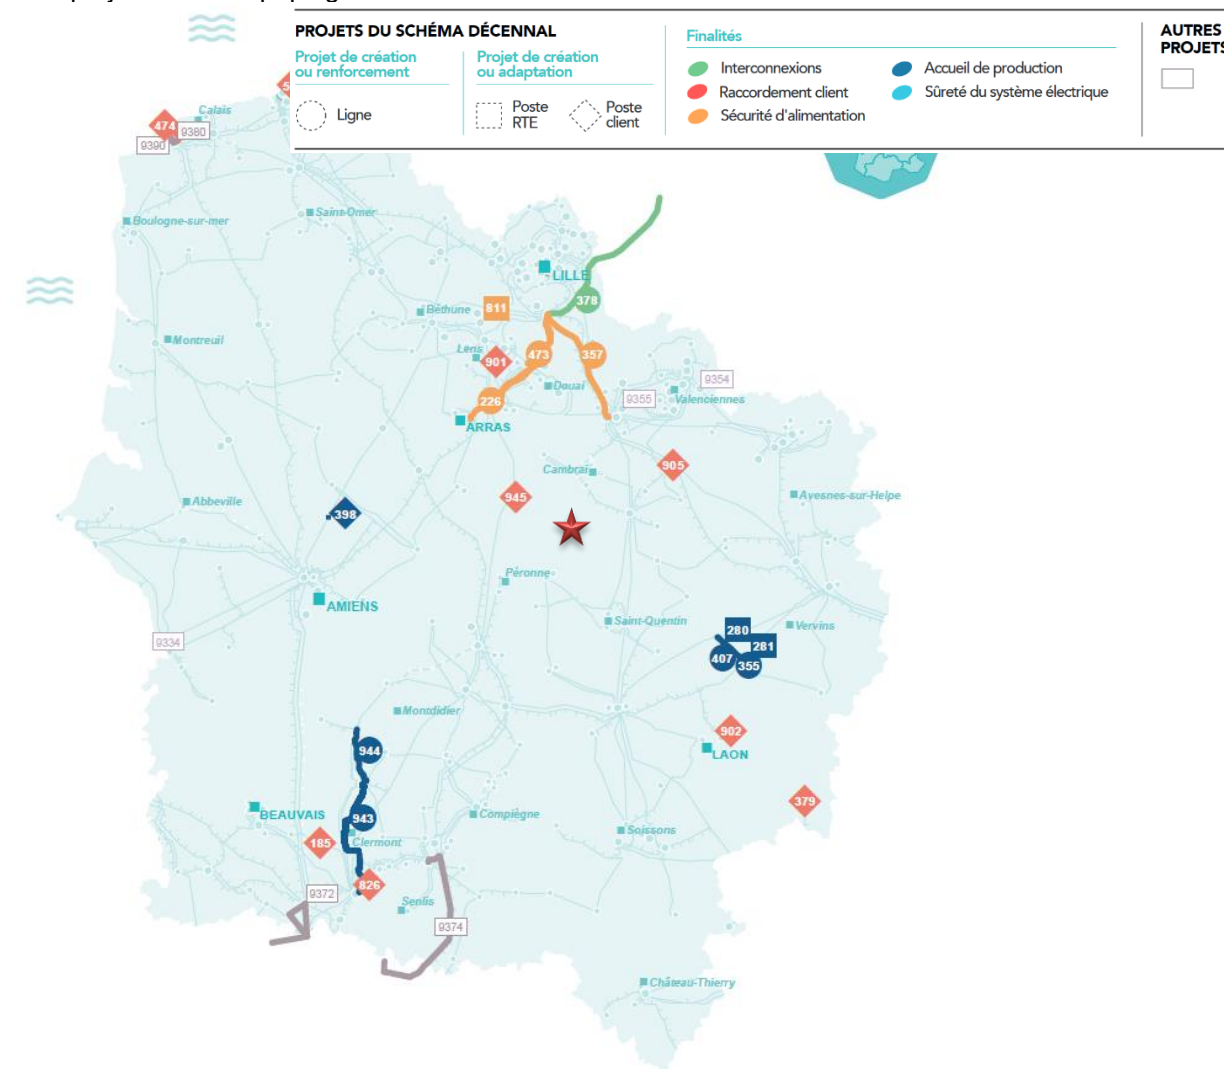 PROJETS DU SCHÉMA DÉCENNAL
Projet de création
ou renforcement
Ligne
Projet de création
ou adaptation
Poste
RTE
Poste
client
Finalités
Interconnexions
Raccordement client
Sécurité d'alimentation
Accueil de production
Sûreté du système électrique
AUTRES
PROJETS
Calais
474
9380
9390
Boulogne-sur-mer
Saint-Omer
LILLE
378
Béthune
811
Montreuil
Lens
901
473
357
Douai
9354
226
9355
Valenciennes
ARRAS
Cambrai
905
Abbeville
398
945
Avesnes-sur-Helpe
Péronne
AMIENS
Saint-Quentin
280
Vervins
9334
281
407
355
Montdidier
902
944
LAON
379
BEAUVAIS
943
Compiègne
Soissons
185
Clermont
826
9372
Senlis
9374
Château-Thierry